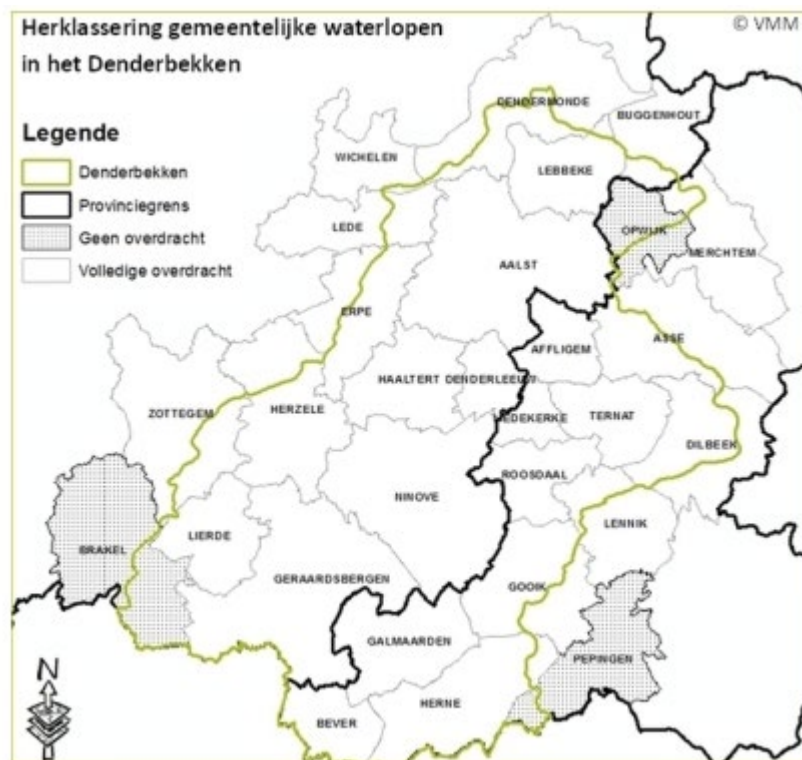 Herklassering gemeentelijke waterlopen
in het Denderbekken
© VMM
Legende
Denderbekken
Provinciegrens
Geen overdracht
Volledige overdracht
DENDERMONDE
BUGGENHOUT
WICHELEN
LEBBEKE
LEDE
OPWIJK
MERCHTEM
AALST
ERPE
ASSE
AFFLIGEM
HAALTERT
DENDERLEEUW
ZOTTEGEM
HERZELE
LIEDEKERKE
TERNAT
DILBEEK
ROOSDAAL
NINOVE
LENNIK
LIERDE
BRAKEL
GERAARDSBERGEN
GOOIK
GALMAARDEN
PEPINGEN
N
HERNE
BEVER